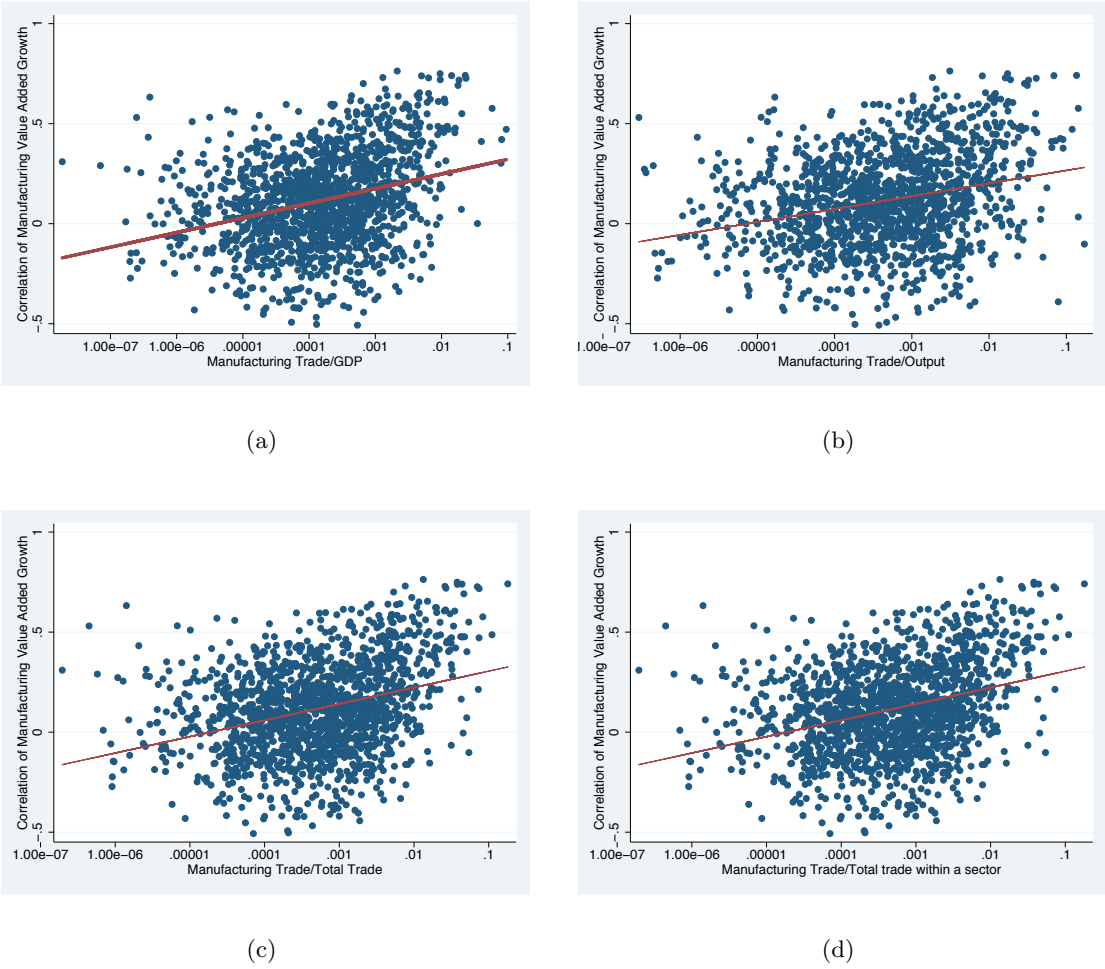 Correlation of Manufacturing Value Added Growth
1
.5
0
-.5
1.00e-07 1.00e-06 .00001 .0001 .001 .01 .1
Manufacturing Trade/GDP
(a)
Correlation of Manufacturing Value Added Growth
1
.5
0
-.5
1.00e-07 1.00e-06 .00001 .0001 .001 .01 .1
Manufacturing Trade/Output
(b)
Correlation of Manufacturing Value Added Growth
1
.5
0
-.5
1.00e-07 1.00e-06 .00001 .0001 .001 .01 .1
Manufacturing Trade/Total Trade
(c)
Correlation of Manufacturing Value Added Growth
1
.5
0
-.5
1.00e-07 1.00e-06 .00001 .0001 .001 .01 .1
Manufacturing Trade/Total trade within a sector
(d)